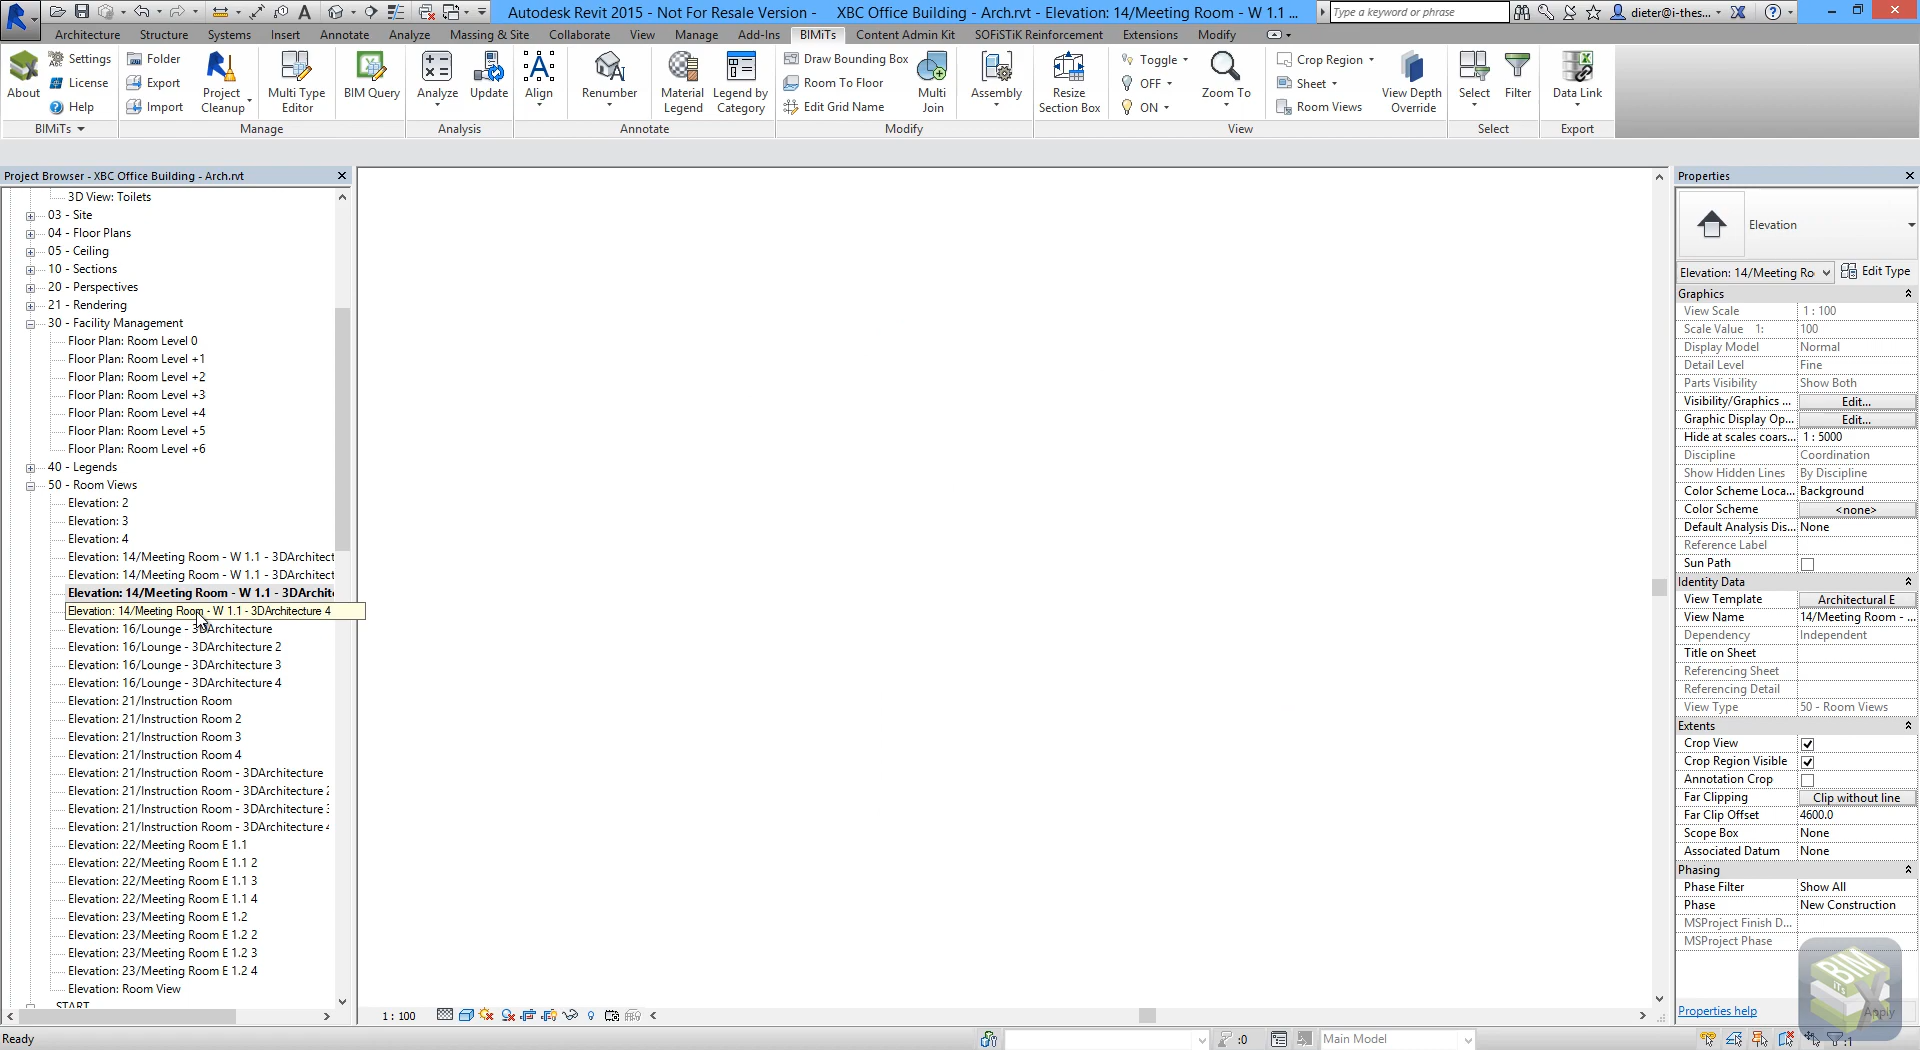 Autodesk Revit 2015 - Not For Resale Version -    XBC Office Building - Arch.rvt - Elevation: 14/Meeting Room - W 1.1 ...
Type a keyword or phrase
dieter@i-thes...
Architecture Structure Systems Insert Annotate Analyze Massing & Site Collaborate View Manage Add-Ins BIMiTs Content Admin Kit SOFiSTiK Reinforcement Extensions Modify
Settings Folder Draw Bounding Box Toggle Crop Region
License Export Room To Floor OFF Sheet
Help Import Edit Grid Name ON Room Views
About Project Cleanup Multi Type Editor BIM Query Analyze Update Align Renumber Material Legend Legend by Category Multi Join Assembly Resize Section Box Zoom To View Depth Override Select Filter Data Link
BIMiTs Manage Analysis Annotate Modify View Select Export
Project Browser - XBC Office Building - Arch.rvt
3D View: Toilets
03 - Site
04 - Floor Plans
05 - Ceiling
10 - Sections
20 - Perspectives
21 - Rendering
30 - Facility Management
Floor Plan: Room Level 0
Floor Plan: Room Level +1
Floor Plan: Room Level +2
Floor Plan: Room Level +3
Floor Plan: Room Level +4
Floor Plan: Room Level +5
Floor Plan: Room Level +6
40 - Legends
50 - Room Views
Elevation: 2
Elevation: 3
Elevation: 4
Elevation: 14/Meeting Room - W 1.1 - 3DArchitect
Elevation: 14/Meeting Room - W 1.1 - 3DArchitect
Elevation: 14/Meeting Room - W 1.1 - 3DArchite
Elevation: 14/Meeting Room - W 1.1 - 3DArchitecture 4
Elevation: 16/Lounge - 3DArchitecture
Elevation: 16/Lounge - 3DArchitecture 2
Elevation: 16/Lounge - 3DArchitecture 3
Elevation: 16/Lounge - 3DArchitecture 4
Elevation: 21/Instruction Room
Elevation: 21/Instruction Room 2
Elevation: 21/Instruction Room 3
Elevation: 21/Instruction Room 4
Elevation: 21/Instruction Room - 3DArchitecture
Elevation: 21/Instruction Room - 3DArchitecture 2
Elevation: 21/Instruction Room - 3DArchitecture 3
Elevation: 21/Instruction Room - 3DArchitecture 4
Elevation: 22/Meeting Room E 1.1
Elevation: 22/Meeting Room E 1.1 2
Elevation: 22/Meeting Room E 1.1 3
Elevation: 22/Meeting Room E 1.1 4
Elevation: 23/Meeting Room E 1.2
Elevation: 23/Meeting Room E 1.2 2
Elevation: 23/Meeting Room E 1.2 3
Elevation: 23/Meeting Room E 1.2 4
Elevation: Room View
START
1 : 100
Properties
Elevation
Elevation: 14/Meeting Ro Edit Type
Graphics
View Scale 1 : 100
Scale Value 1: 100
Display Model Normal
Detail Level Fine
Parts Visibility Show Both
Visibility/Graphics ... Edit...
Graphic Display Op... Edit...
Hide at scales coars... 1 : 5000
Discipline Coordination
Show Hidden Lines By Discipline
Color Scheme Loca... Background
Color Scheme <none>
Default Analysis Dis... None
Reference Label
Sun Path
Identity Data
View Template Architectural E
View Name 14/Meeting Room - ...
Dependency Independent
Title on Sheet
Referencing Sheet
Referencing Detail
View Type 50 - Room Views
Extents
Crop View
Crop Region Visible
Annotation Crop
Far Clipping Clip without line
Far Clip Offset 4600.0
Scope Box None
Associated Datum None
Phasing
Phase Filter Show All
Phase New Construction
MSProject Finish D...
MSProject Phase
BIM
ITs
Properties help Apply
Ready :0 Main Model :1